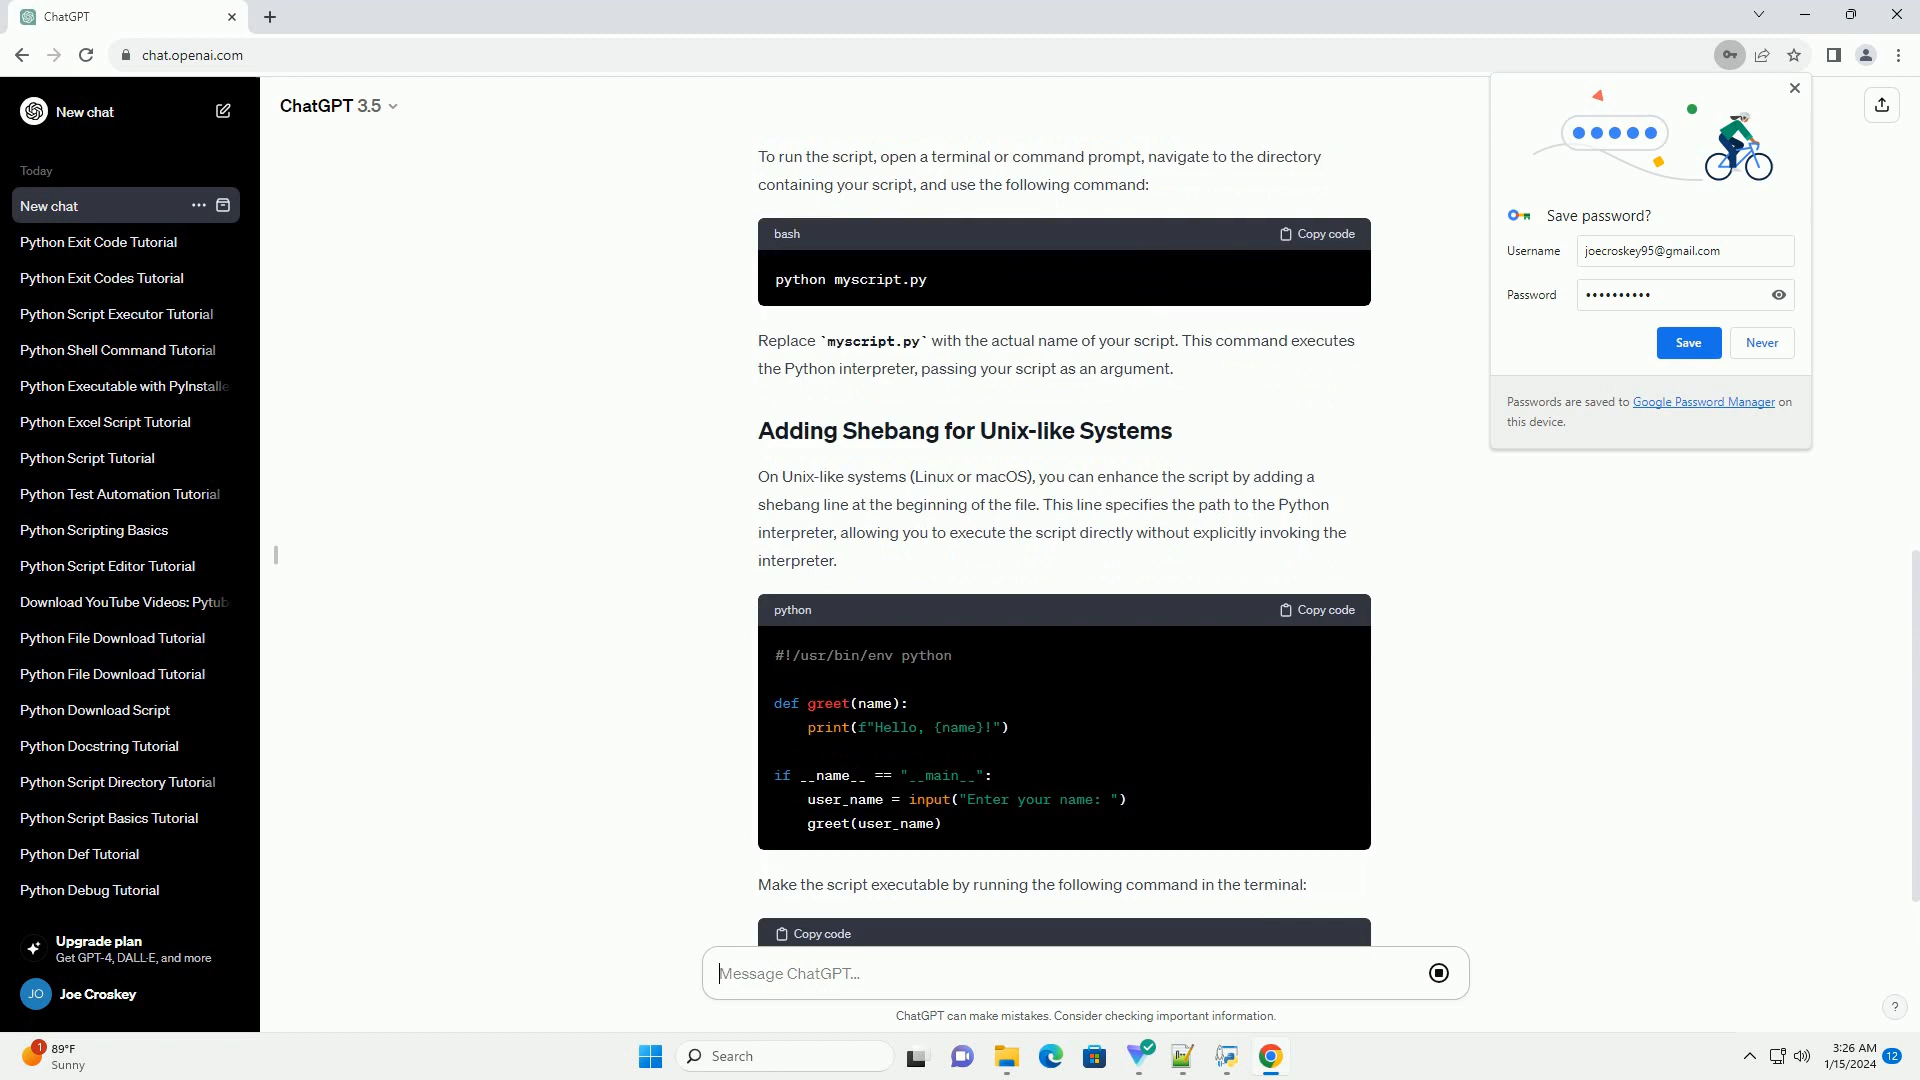 ChatGPT
chat.openai.com
New chat
Today
New chat
Python Exit Code Tutorial
Python Exit Codes Tutorial
Python Script Executor Tutorial
Python Shell Command Tutorial
Python Executable with PyInstalle
Python Excel Script Tutorial
Python Script Tutorial
Python Test Automation Tutorial
Python Scripting Basics
Python Script Editor Tutorial
Download YouTube Videos: Pytub
Python File Download Tutorial
Python File Download Tutorial
Python Download Script
Python Docstring Tutorial
Python Script Directory Tutorial
Python Script Basics Tutorial
Python Def Tutorial
Python Debug Tutorial
Upgrade plan
Get GPT-4, DALL·E, and more
JO
Joe Croskey
ChatGPT 3.5
To run the script, open a terminal or command prompt, navigate to the directory
containing your script, and use the following command:
bash
Copy code
python myscript.py
Replace `myscript.py` with the actual name of your script. This command executes
the Python interpreter, passing your script as an argument.
Adding Shebang for Unix-like Systems
On Unix-like systems (Linux or macOS), you can enhance the script by adding a
shebang line at the beginning of the file. This line specifies the path to the Python
interpreter, allowing you to execute the script directly without explicitly invoking the
interpreter.
python
Copy code
#!/usr/bin/env python
def greet(name):
print(f"Hello, {name}!")
if __name__ == "__main__":
user_name = input("Enter your name: ")
greet(user_name)
Make the script executable by running the following command in the terminal:
Copy code
Message ChatGPT...
ChatGPT can make mistakes. Consider checking important information.
Save password?
Username
joecroskey95@gmail.com
Password
••••••••••
Save
Never
Passwords are saved to Google Password Manager on
this device.
?
1
89°F
Sunny
Search
3:26 AM
1/15/2024
12